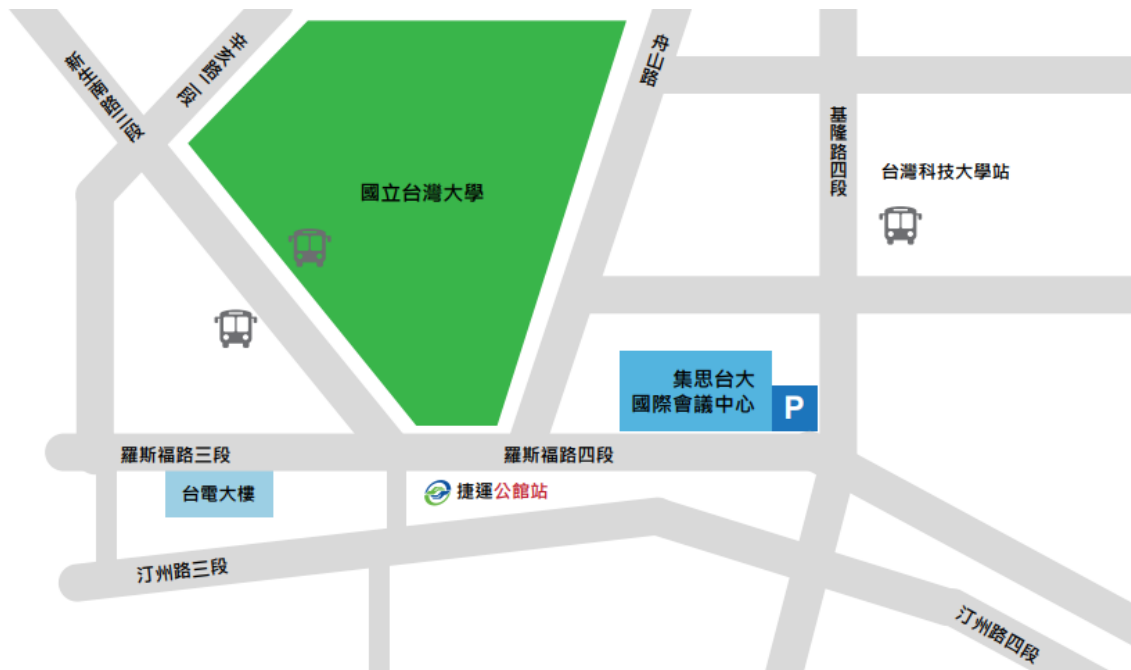 新生南路三段
辛亥路二段
舟山路
基隆路四段
台灣科技大學站
國立台灣大學
集思台大
國際會議中心
P
羅斯福路三段
羅斯福路四段
台電大樓
捷運公館站
汀州路三段
汀州路四段